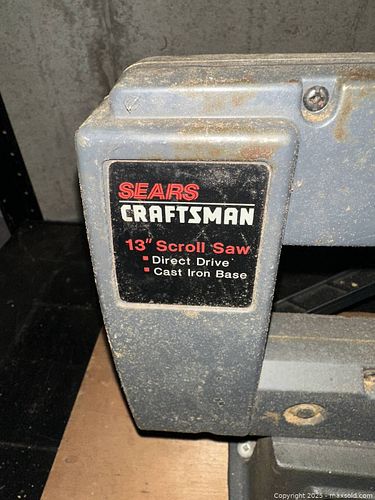 SEARS
CRAFTSMAN
13" Scroll Saw
▪ Direct Drive
▪ Cast Iron Base
Copyright 2025 - maxsold.com